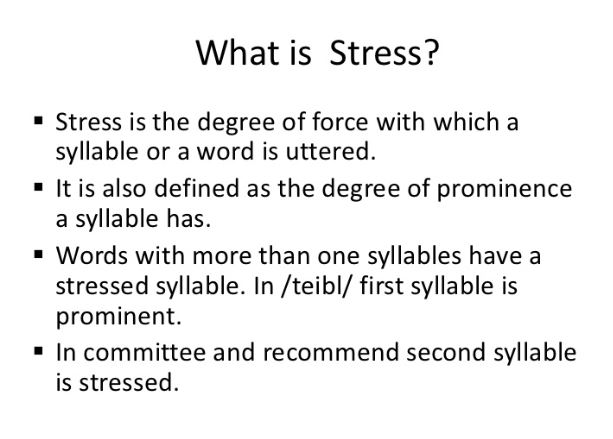 What is  Stress?
▪ Stress is the degree of force with which a
syllable or a word is uttered.
▪ It is also defined as the degree of prominence
a syllable has.
▪ Words with more than one syllables have a
stressed syllable. In /teibl/ first syllable is
prominent.
▪ In committee and recommend second syllable
is stressed.